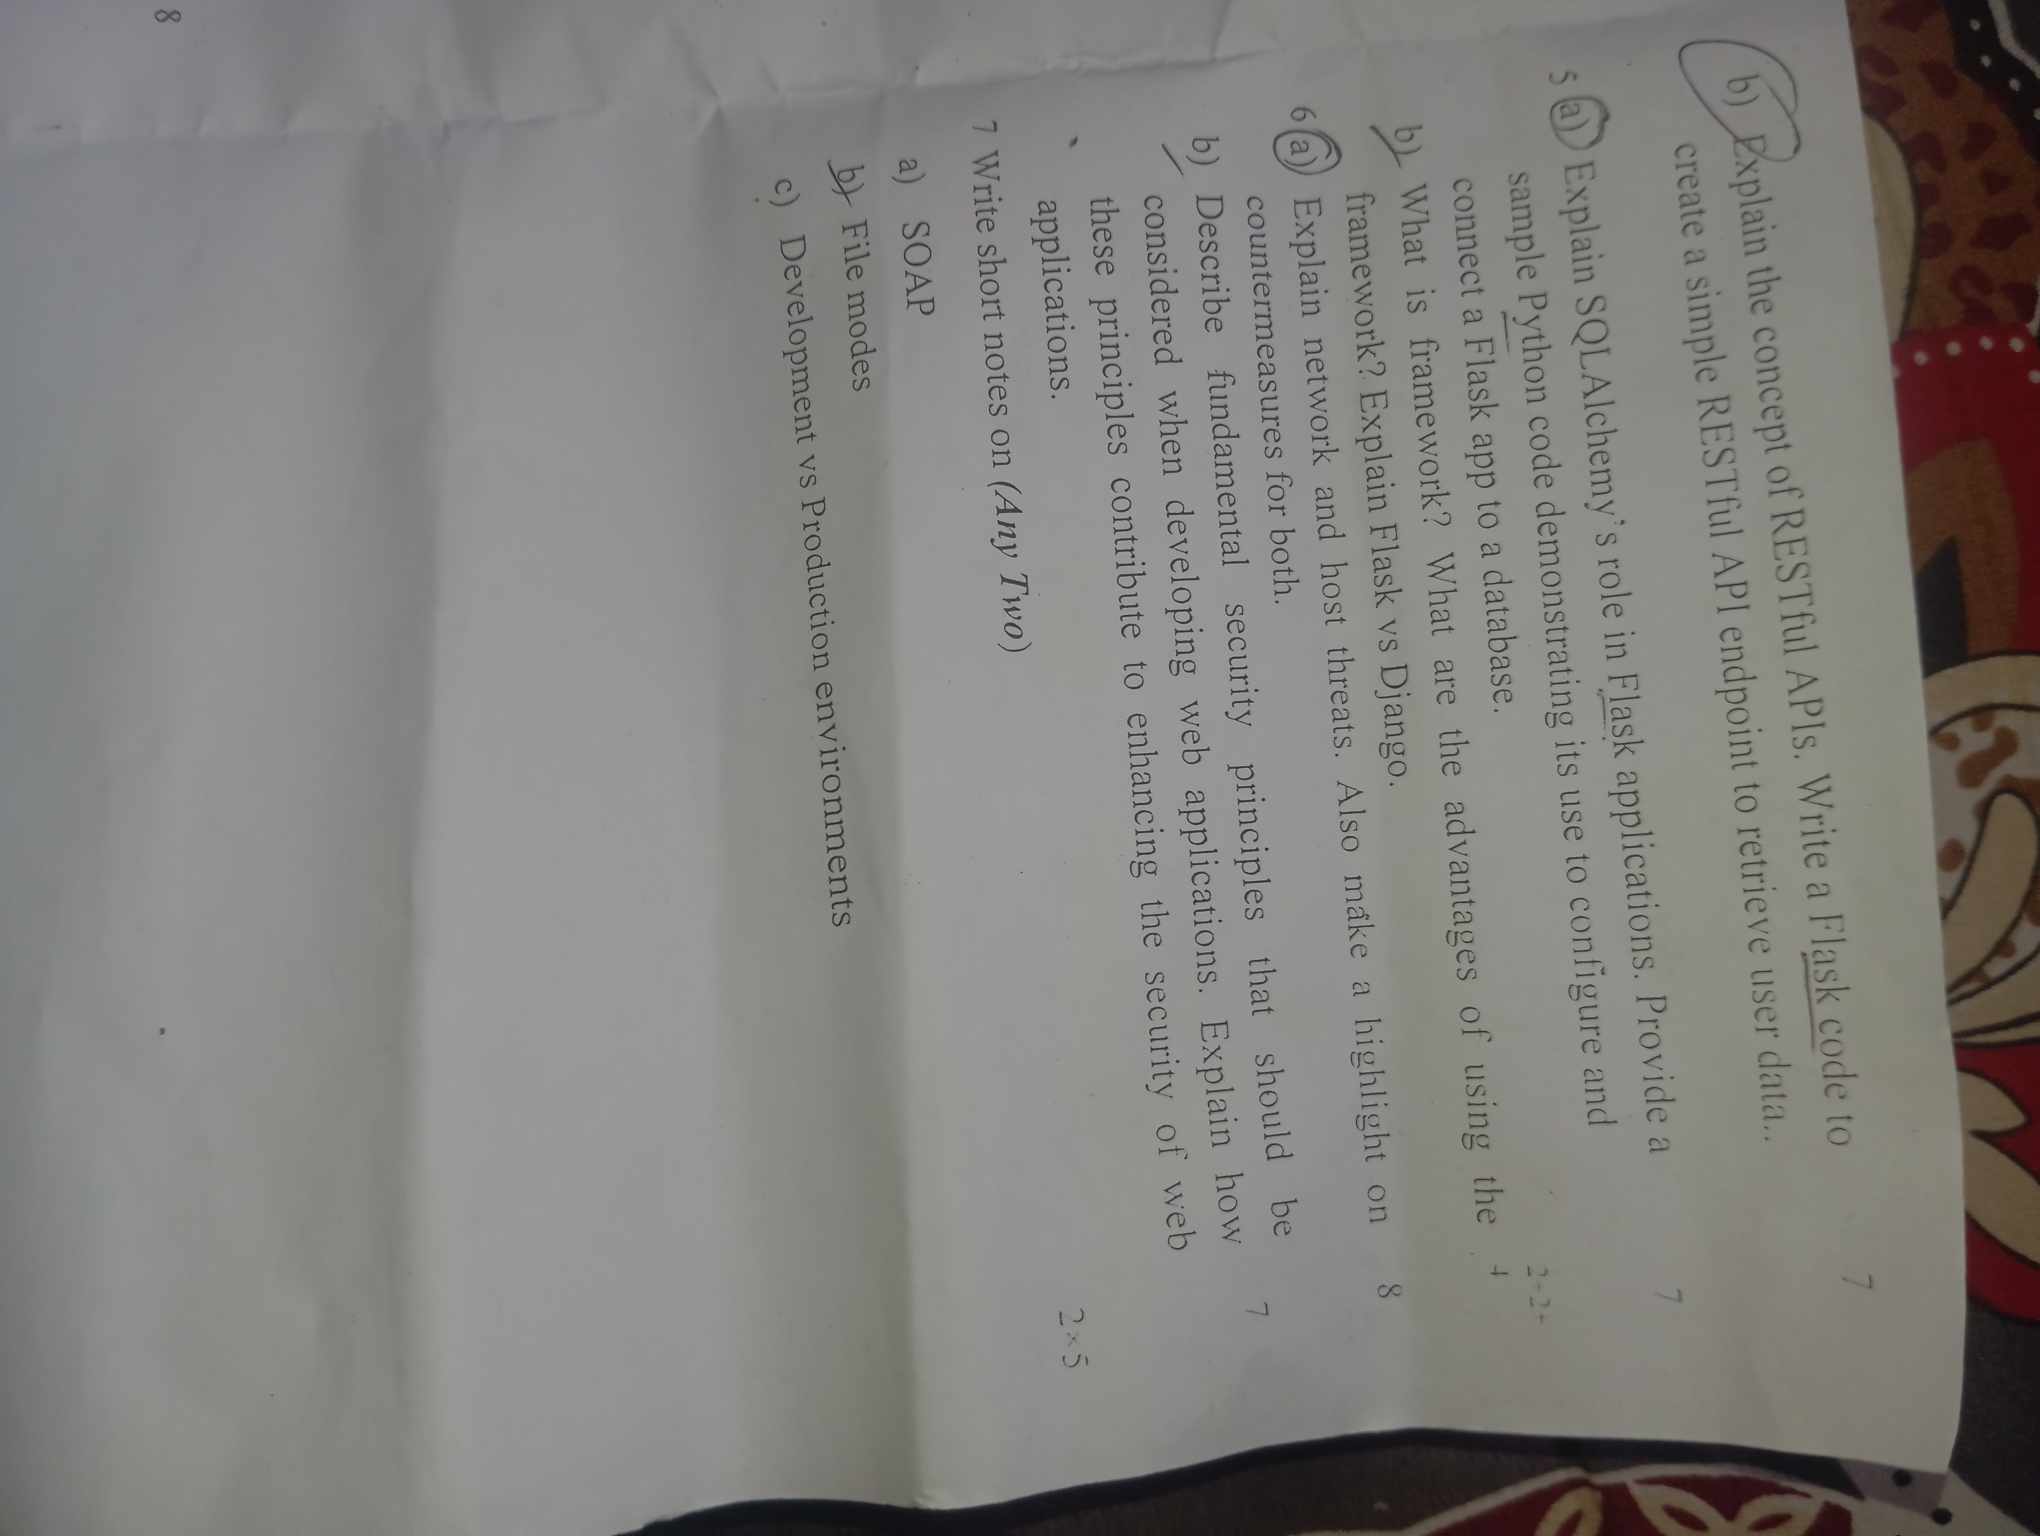 b) Explain the concept of RESTful APIs. Write a Flask code to 7
create a simple RESTful API endpoint to retrieve user data..
5 a) Explain SQLAlchemy's role in Flask applications. Provide a 7
sample Python code demonstrating its use to configure and
connect a Flask app to a database.
b) What is framework? What are the advantages of using the 2+2+
4
framework? Explain Flask vs Django.
6 a) Explain network and host threats. Also make a highlight on 8
countermeasures for both.
b) Describe fundamental security principles that should be 7
considered when developing web applications. Explain how
these principles contribute to enhancing the security of web
applications.
7 Write short notes on (Any Two) 2×5
a) SOAP
b) File modes
c) Development vs Production environments
8